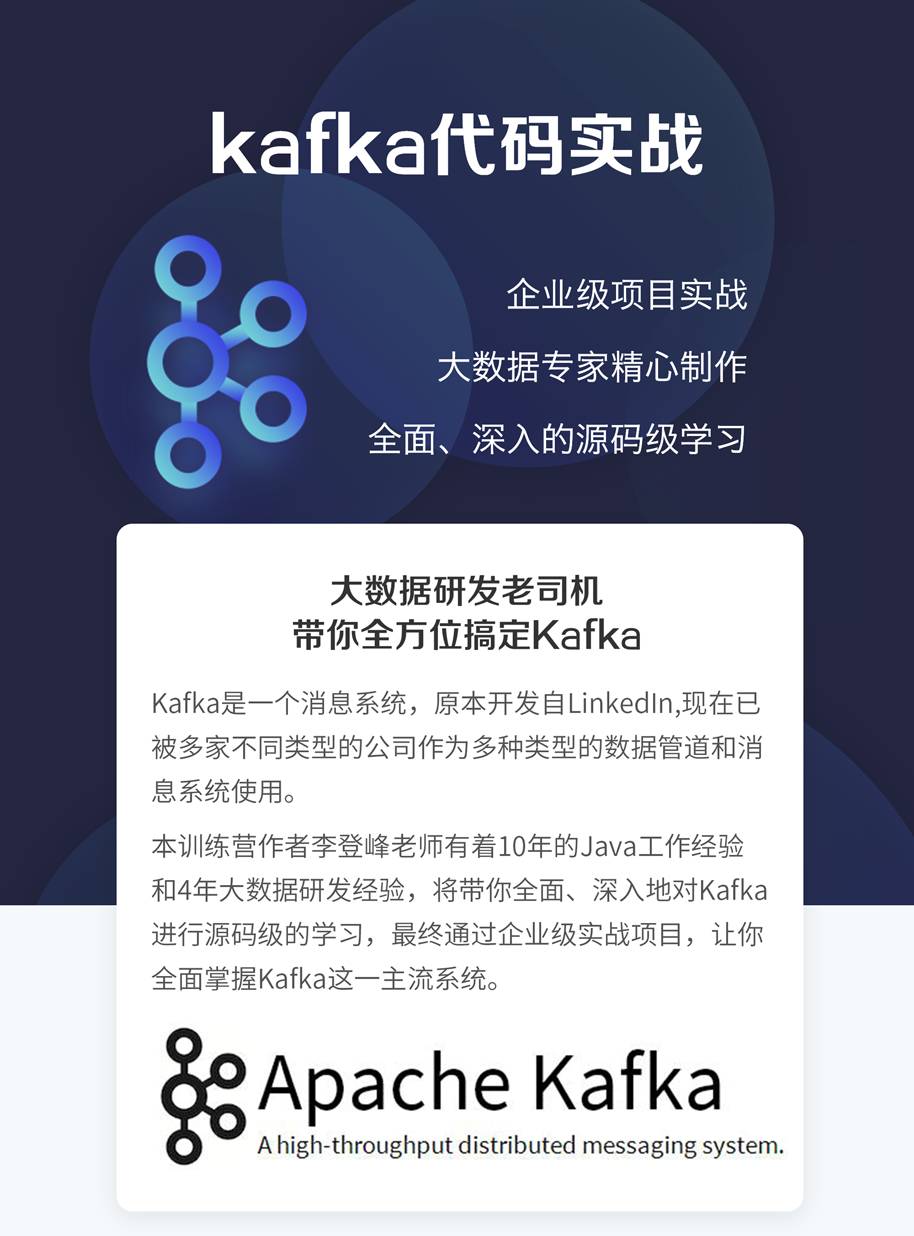 kafka代码实战
企业级项目实战
大数据专家精心制作
全面、深入的源码级学习
大数据研发老司机
带你全方位搞定Kafka
Kafka是一个消息系统，原本开发自LinkedIn,现在已
被多家不同类型的公司作为多种类型的数据管道和消
息系统使用。
本训练营作者李登峰老师有着10年的Java工作经验
和4年大数据研发经验，将带你全面、深入地对Kafka
进行源码级的学习，最终通过企业级实战项目，让你
全面掌握Kafka这一主流系统。
Apache Kafka
A high-throughput distributed messaging system.